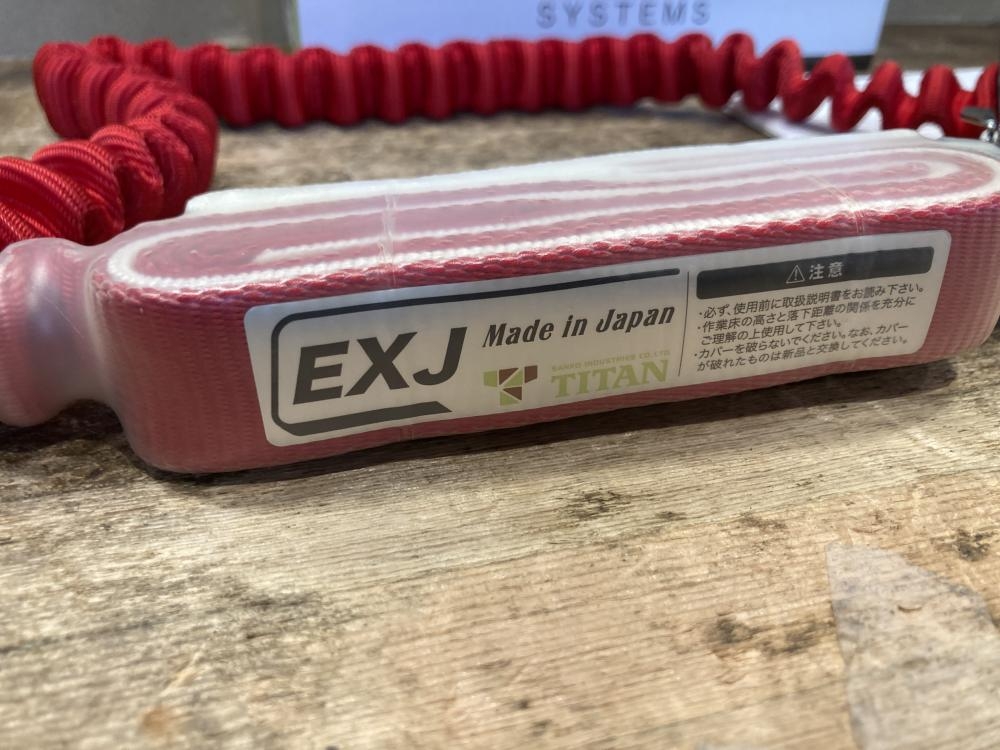 SYSTEMS
EXJ
Made in Japan
SANKO INDUSTRIES CO.,LTD.
TITAN
⚠注意
・必ず、使用前に取扱説明書をお読み下さい。
・作業床の高さと落下距離の関係を充分に
ご理解の上使用して下さい。
・カバーを破らないでください。なお、カバー
が破れたものは新品と交換してください。